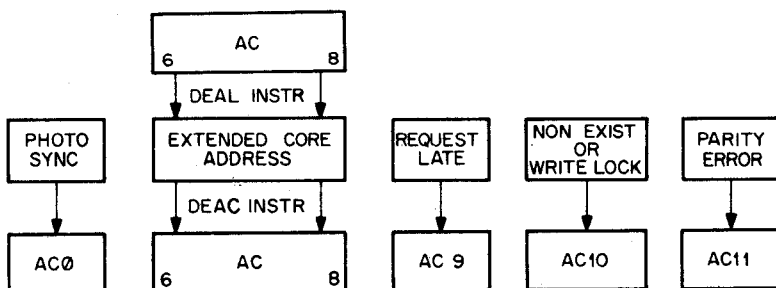 AC
6 8
DEAL INSTR
PHOTO
SYNC
EXTENDED CORE
ADDRESS
REQUEST
LATE
NON EXIST
OR
WRITE LOCK
PARITY
ERROR
DEAC INSTR
AC0
AC
6 8
AC 9
AC10
AC11